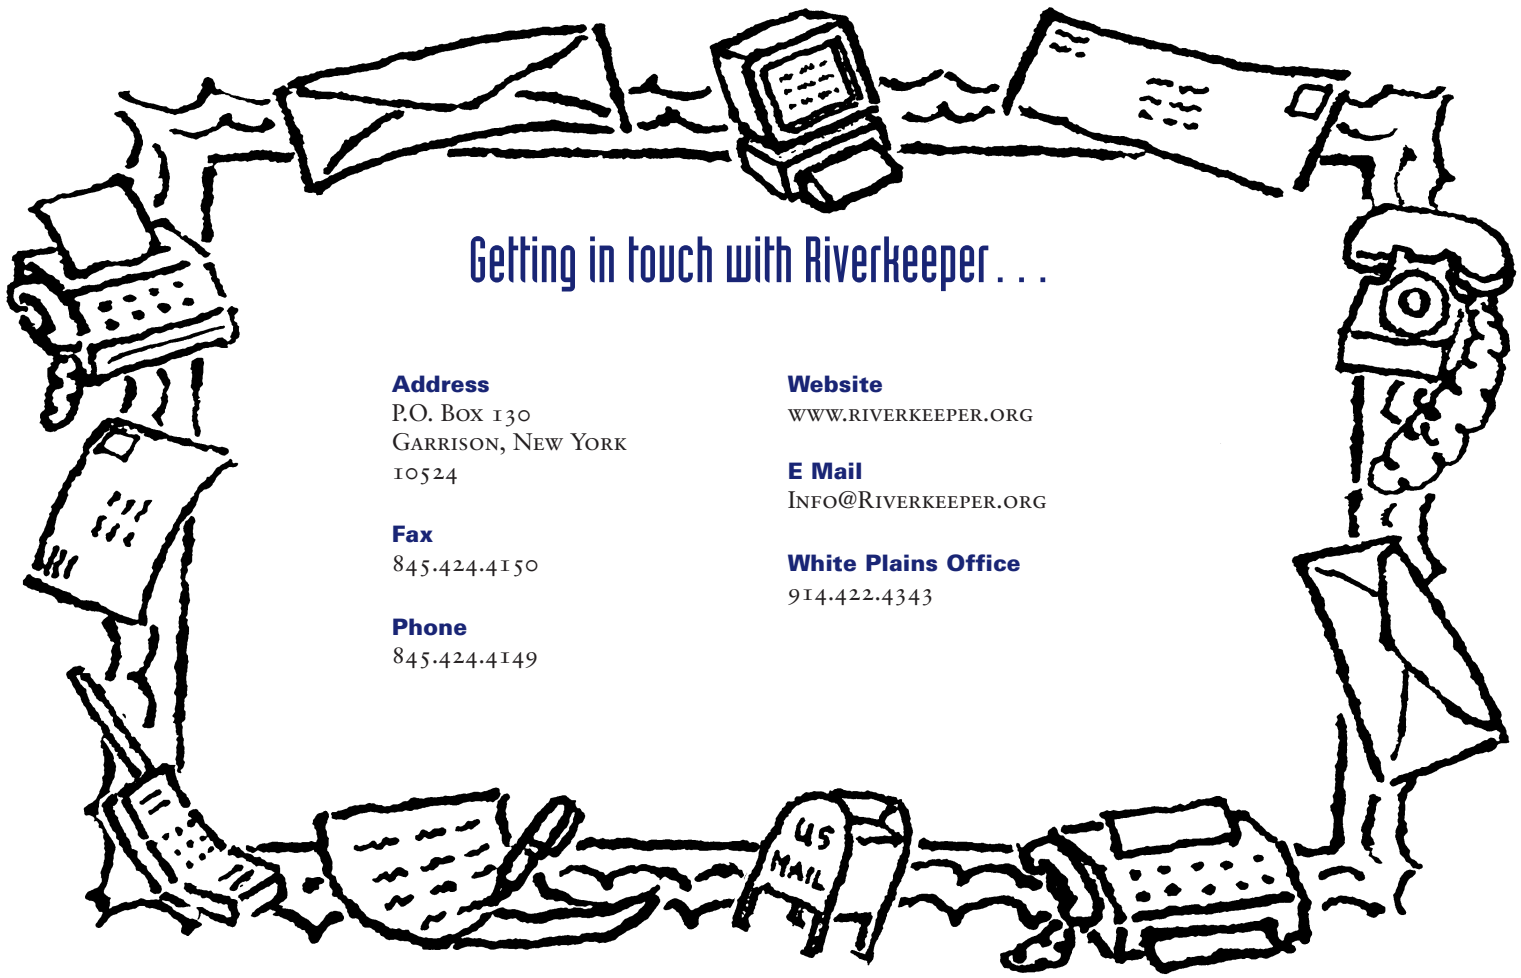 Getting in touch with Riverkeeper . . .
Address
P.O. Box 130
Garrison, New York
10524
Fax
845.424.4150
Phone
845.424.4149
Website
www.riverkeeper.org
E Mail
Info@Riverkeeper.org
White Plains Office
914.422.4343
US
MAIL